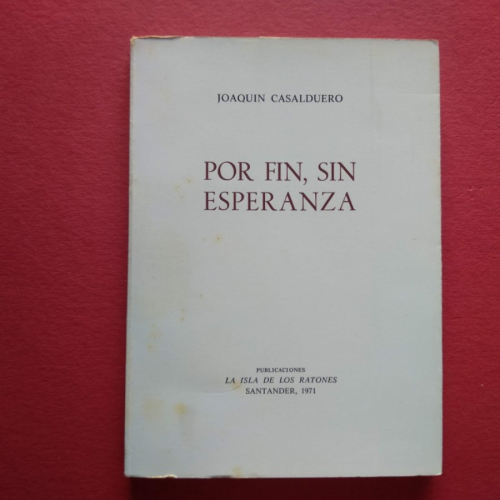 JOAQUIN CASALDUERO
POR FIN, SIN
ESPERANZA
PUBLICACIONES
LA ISLA DE LOS RATONES
SANTANDER, 1971